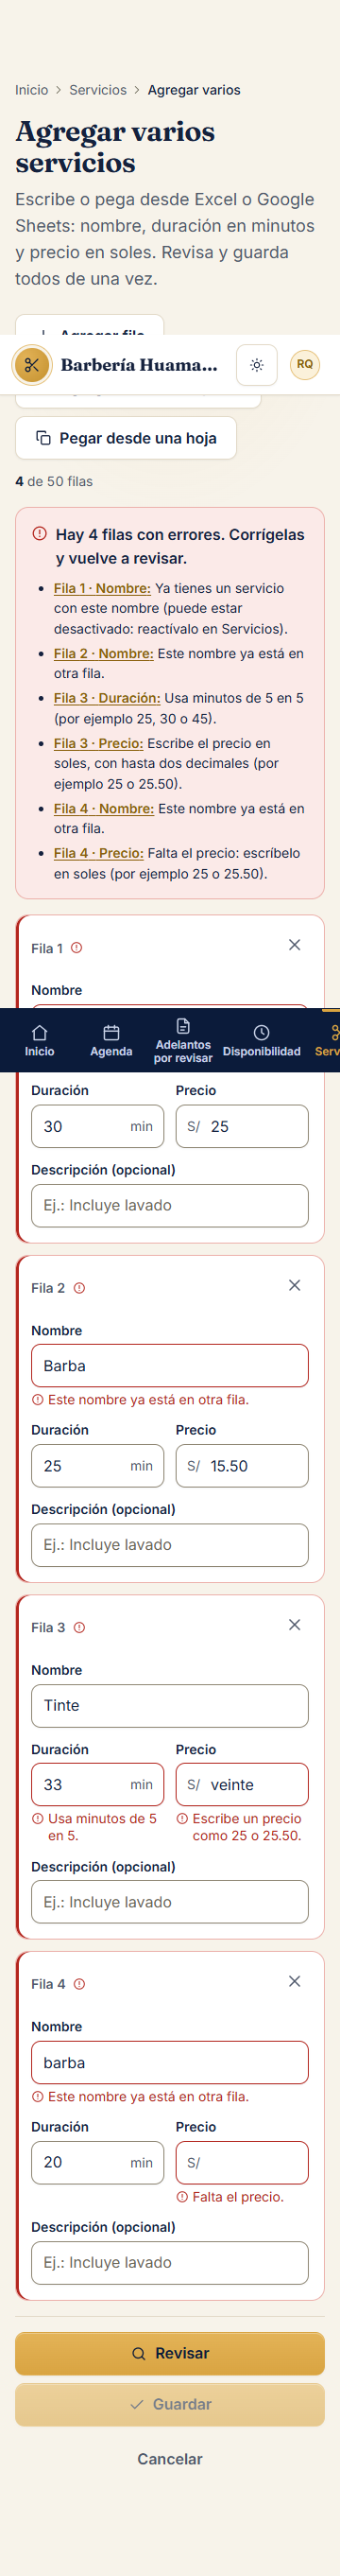 Inicio > Servicios > Agregar varios
Agregar varios
servicios
Escribe o pega desde Excel o Google
Sheets: nombre, duración en minutos
y precio en soles. Revisa y guarda
todos de una vez.
Barbería Huama...
RQ
Pegar desde una hoja
4 de 50 filas
Hay 4 filas con errores. Corrígelas
y vuelve a revisar.
• Fila 1 · Nombre: Ya tienes un servicio
con este nombre (puede estar
desactivado: reactívalo en Servicios).
• Fila 2 · Nombre: Este nombre ya está en
otra fila.
• Fila 3 · Duración: Usa minutos de 5 en 5
(por ejemplo 25, 30 o 45).
• Fila 3 · Precio: Escribe el precio en
soles, con hasta dos decimales (por
ejemplo 25 o 25.50).
• Fila 4 · Nombre: Este nombre ya está en
otra fila.
• Fila 4 · Precio: Falta el precio: escríbelo
en soles (por ejemplo 25 o 25.50).
Fila 1
Nombre
Inicio
Agenda
Adelantos
por revisar
Disponibilidad
Serv
Duración
Precio
30 min
S/ 25
Descripción (opcional)
Ej.: Incluye lavado
Fila 2
Nombre
Barba
Este nombre ya está en otra fila.
Duración
Precio
25 min
S/ 15.50
Descripción (opcional)
Ej.: Incluye lavado
Fila 3
Nombre
Tinte
Duración
Precio
33 min
S/ veinte
Usa minutos de 5
en 5.
Escribe un precio
como 25 o 25.50.
Descripción (opcional)
Ej.: Incluye lavado
Fila 4
Nombre
barba
Este nombre ya está en otra fila.
Duración
Precio
20 min
S/
Falta el precio.
Descripción (opcional)
Ej.: Incluye lavado
Revisar
Guardar
Cancelar